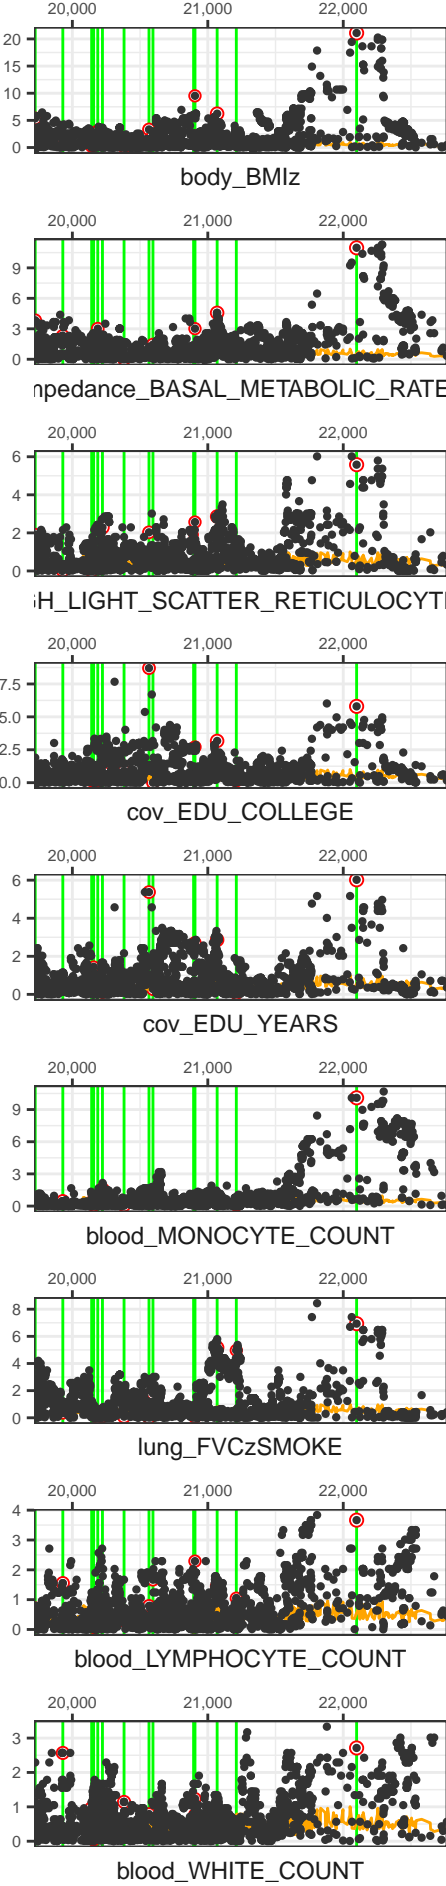 20,000 21,000 22,000
20
15
10
5
0
body_BMIz
20,000 21,000 22,000
9
6
3
0
mpedance_BASAL_METABOLIC_RATE
20,000 21,000 22,000
6
4
2
0
GH_LIGHT_SCATTER_RETICULOCYT
20,000 21,000 22,000
7.5
5.0
2.5
0.0
cov_EDU_COLLEGE
20,000 21,000 22,000
6
4
2
0
cov_EDU_YEARS
20,000 21,000 22,000
9
6
3
0
blood_MONOCYTE_COUNT
20,000 21,000 22,000
8
6
4
2
0
lung_FVCzSMOKE
20,000 21,000 22,000
4
3
2
1
0
blood_LYMPHOCYTE_COUNT
20,000 21,000 22,000
3
2
1
0
blood_WHITE_COUNT